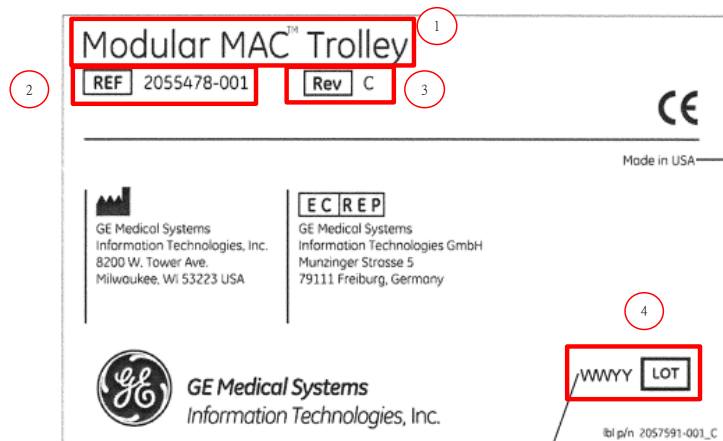 Modular MAC™ Trolley
1
2
REF 2055478-001
Rev C
3
CE
Made in USA
GE Medical Systems
Information Technologies, Inc.
8200 W. Tower Ave.
Milwaukee, WI 53223 USA
EC REP
GE Medical Systems
Information Technologies GmbH
Munzinger Strasse 5
79111 Freiburg, Germany
4
WWYY LOT
GE
GE Medical Systems
Information Technologies, Inc.
lbl p/n 2057591-001_C